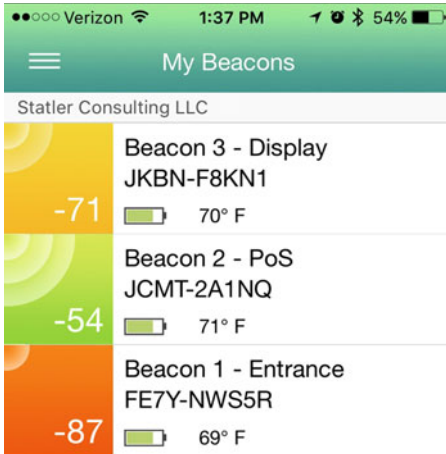 Verizon 1:37 PM 54%
My Beacons
Statler Consulting LLC
Beacon 3 - Display
JKBN-F8KN1
-71 70° F
Beacon 2 - PoS
JCMT-2A1NQ
-54 71° F
Beacon 1 - Entrance
FE7Y-NWS5R
-87 69° F